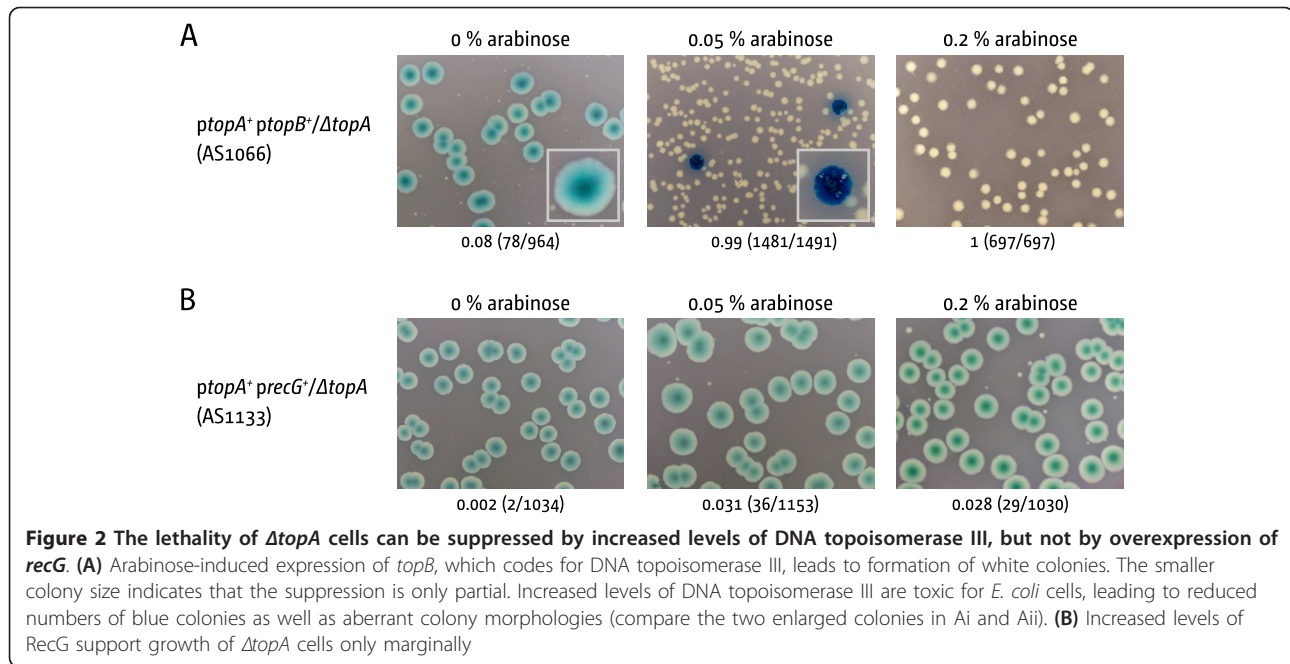 A
0 % arabinose
0.05 % arabinose
0.2 % arabinose
ptopA⁺ ptopB⁺/ΔtopA
(AS1066)
0.08 (78/964)
0.99 (1481/1491)
1 (697/697)
B
0 % arabinose
0.05 % arabinose
0.2 % arabinose
ptopA⁺ precG⁺/ΔtopA
(AS1133)
0.002 (2/1034)
0.031 (36/1153)
0.028 (29/1030)
Figure 2 The lethality of ΔtopA cells can be suppressed by increased levels of DNA topoisomerase III, but not by overexpression of
recG. (A) Arabinose-induced expression of topB, which codes for DNA topoisomerase III, leads to formation of white colonies. The smaller
colony size indicates that the suppression is only partial. Increased levels of DNA topoisomerase III are toxic for E. coli cells, leading to reduced
numbers of blue colonies as well as aberrant colony morphologies (compare the two enlarged colonies in Ai and Aii). (B) Increased levels of
RecG support growth of ΔtopA cells only marginally